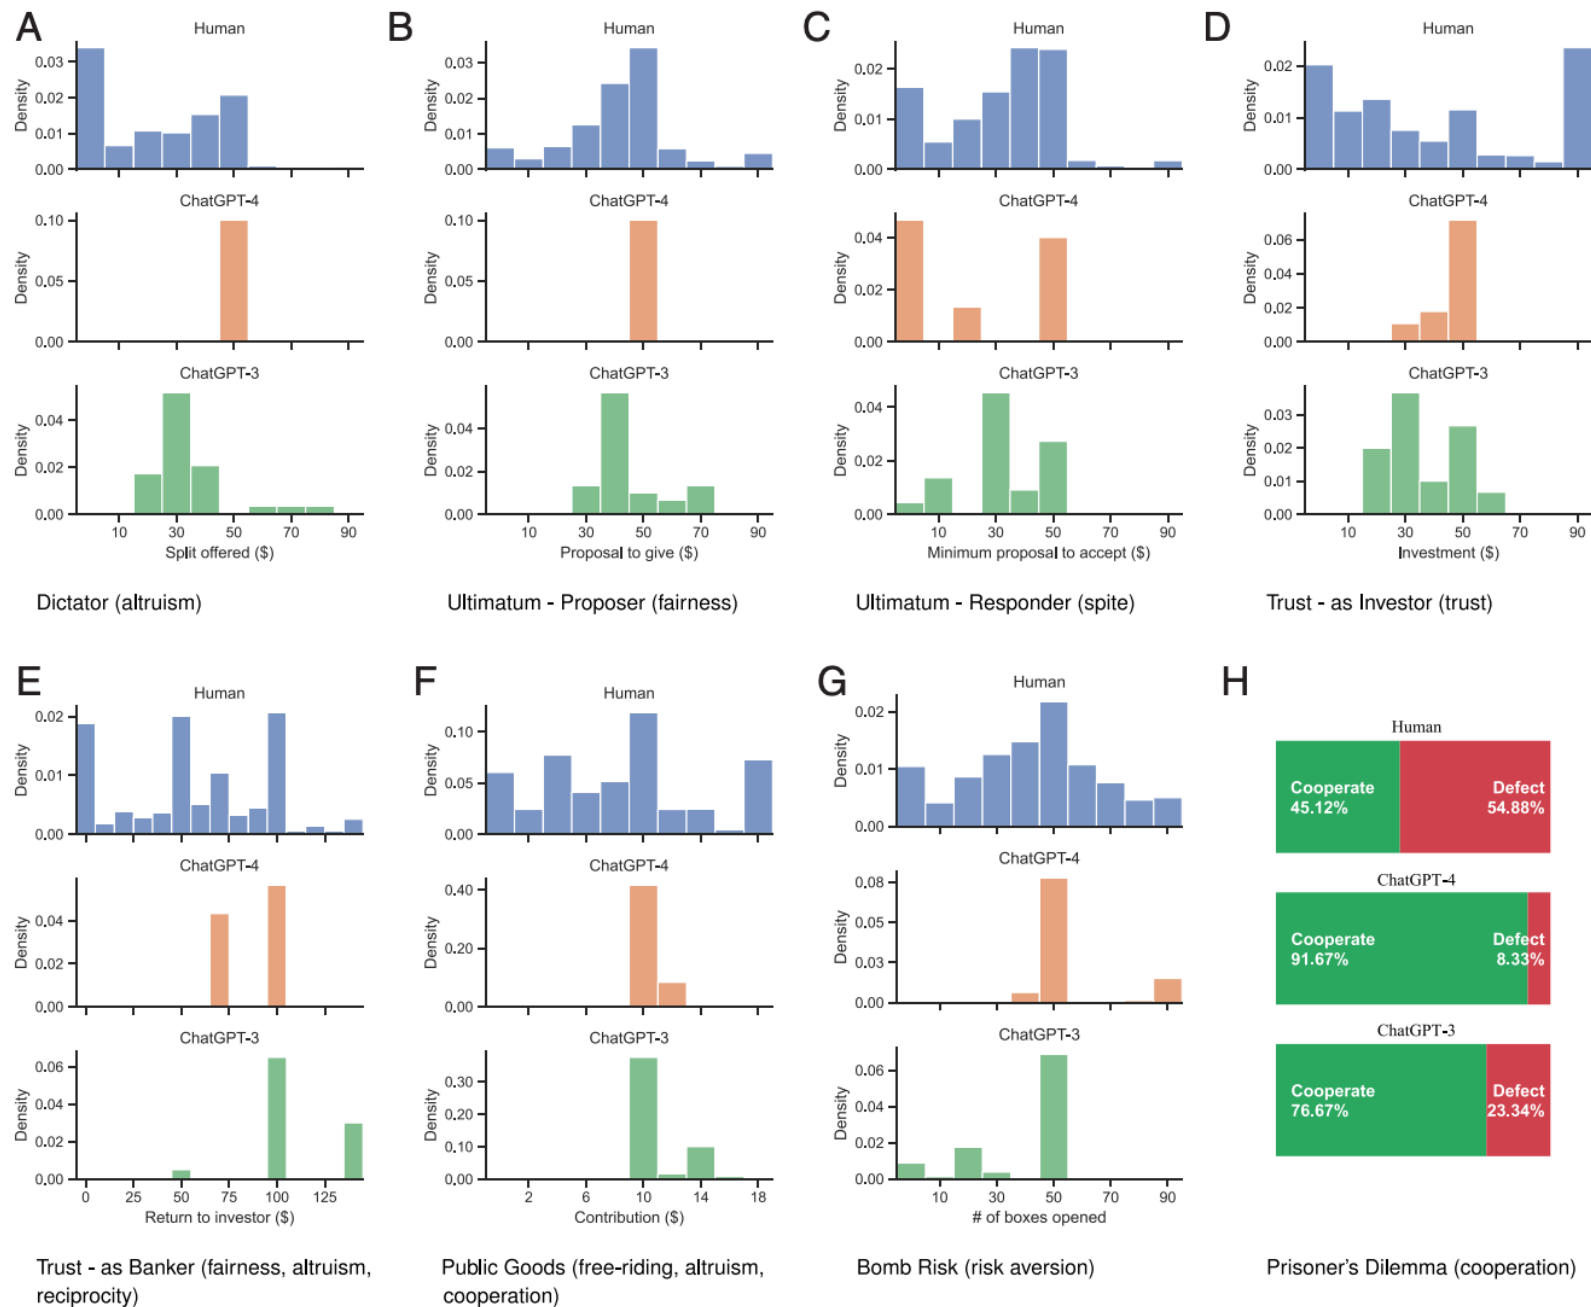 A
Human
Density
0.03
0.02
0.01
0.00
ChatGPT-4
Density
0.10
0.05
0.00
ChatGPT-3
Density
0.04
0.02
0.00
10 30 50 70 90
Split offered ($)
Dictator (altruism)
B
Human
Density
0.03
0.02
0.01
0.00
ChatGPT-4
Density
0.10
0.05
0.00
ChatGPT-3
Density
0.04
0.02
0.00
10 30 50 70 90
Proposal to give ($)
Ultimatum - Proposer (fairness)
C
Human
Density
0.02
0.01
0.00
ChatGPT-4
Density
0.04
0.02
0.00
ChatGPT-3
Density
0.04
0.02
0.00
10 30 50 70 90
Minimum proposal to accept ($)
Ultimatum - Responder (spite)
D
Human
Density
0.02
0.01
0.00
ChatGPT-4
Density
0.06
0.04
0.02
0.00
ChatGPT-3
Density
0.03
0.02
0.01
0.00
10 30 50 70 90
Investment ($)
Trust - as Investor (trust)
E
Human
Density
0.02
0.01
0.00
ChatGPT-4
Density
0.04
0.02
0.00
ChatGPT-3
Density
0.06
0.04
0.02
0.00
0 25 50 75 100 125
Return to investor ($)
Trust - as Banker (fairness, altruism,
reciprocity)
F
Human
Density
0.10
0.05
0.00
ChatGPT-4
Density
0.40
0.20
0.00
ChatGPT-3
Density
0.30
0.20
0.10
0.00
2 6 10 14 18
Contribution ($)
Public Goods (free-riding, altruism,
cooperation)
G
Human
Density
0.02
0.01
0.00
ChatGPT-4
Density
0.08
0.05
0.03
0.00
ChatGPT-3
Density
0.06
0.04
0.02
0.00
10 30 50 70 90
# of boxes opened
Bomb Risk (risk aversion)
H
Human
Cooperate Defect
45.12% 54.88%
ChatGPT-4
Cooperate Defect
91.67% 8.33%
ChatGPT-3
Cooperate Defect
76.67% 23.34%
Prisoner's Dilemma (cooperation)